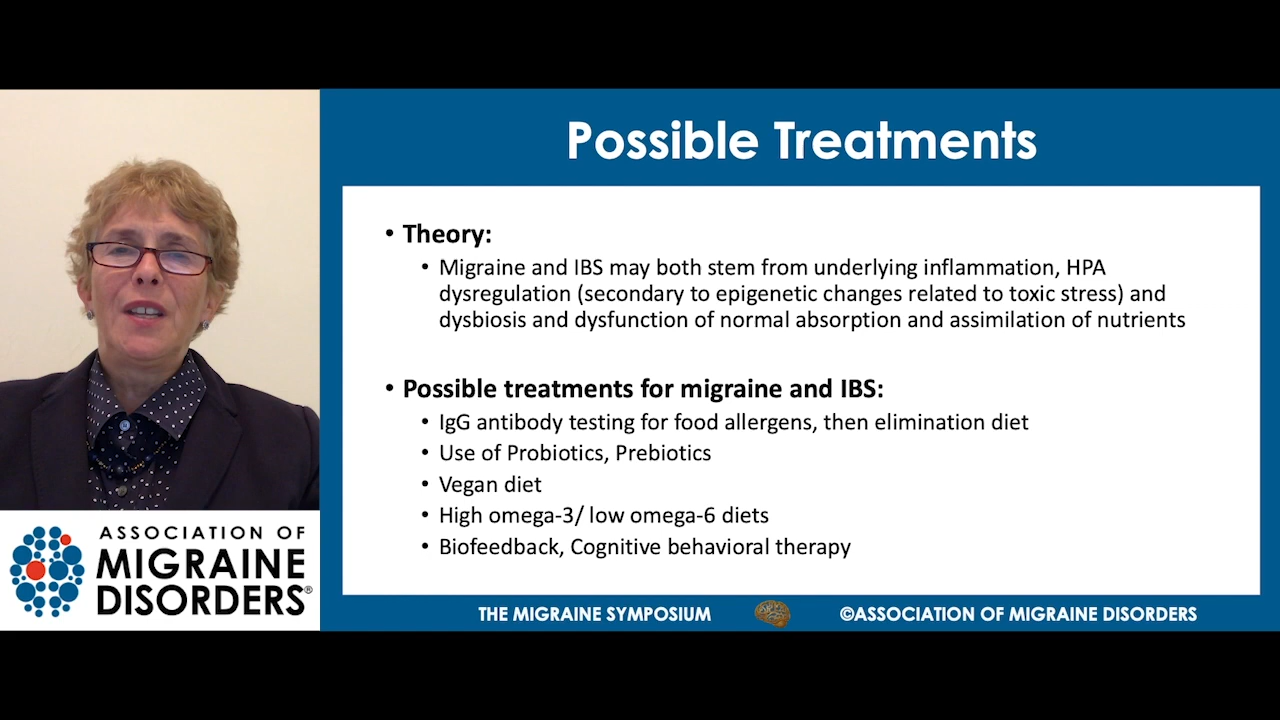 Possible Treatments
• Theory:
• Migraine and IBS may both stem from underlying inflammation, HPA
dysregulation (secondary to epigenetic changes related to toxic stress) and
dysbiosis and dysfunction of normal absorption and assimilation of nutrients
• Possible treatments for migraine and IBS:
• IgG antibody testing for food allergens, then elimination diet
• Use of Probiotics, Prebiotics
• Vegan diet
• High omega-3/ low omega-6 diets
• Biofeedback, Cognitive behavioral therapy
ASSOCIATION OF
MIGRAINE
DISORDERS®
THE MIGRAINE SYMPOSIUM
©ASSOCIATION OF MIGRAINE DISORDERS